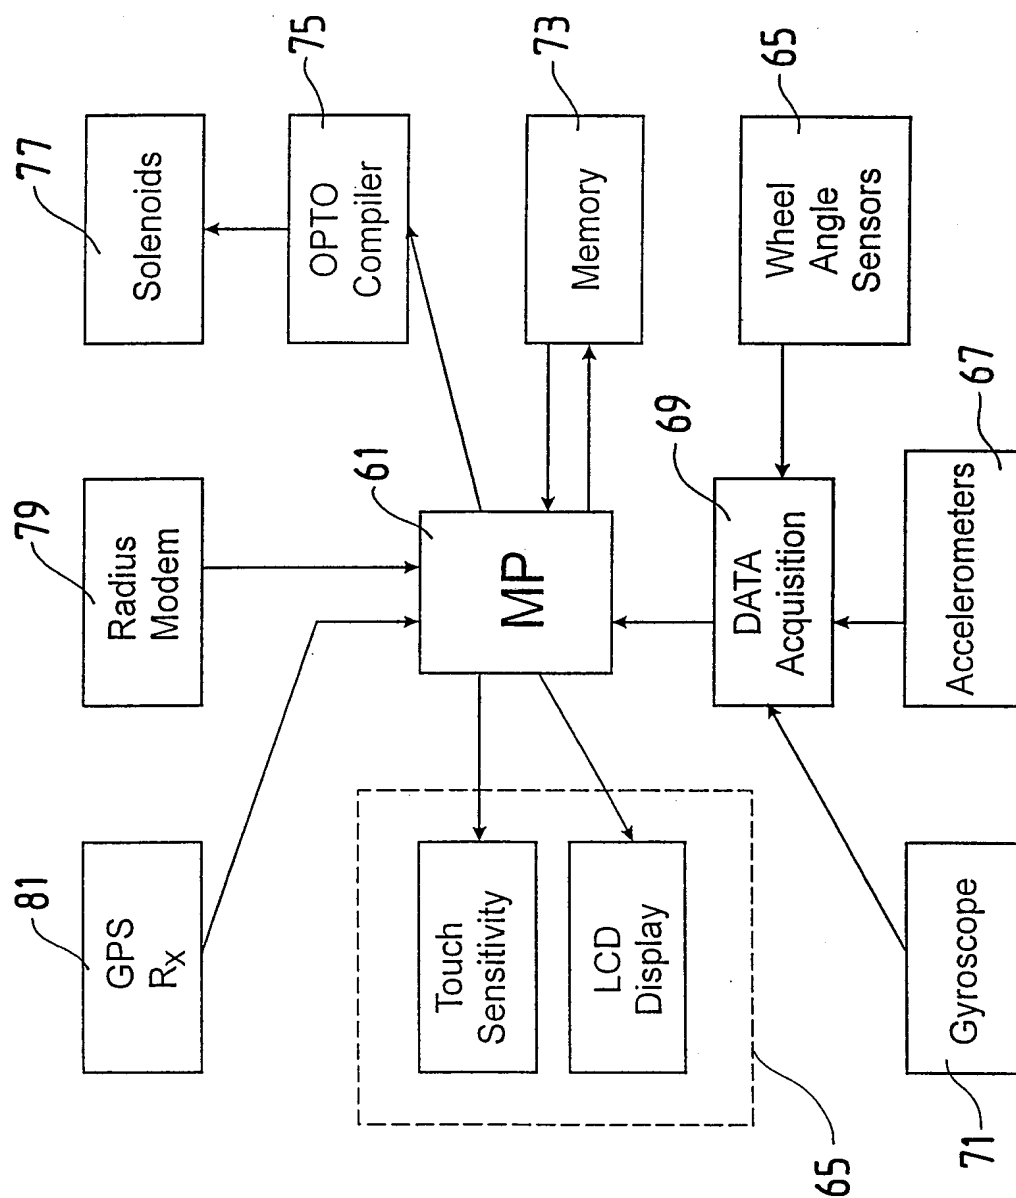 81
GPS
Rx
79
Radius
Modem
77
Solenoids
75
OPTO
Compiler
61
MP
Touch
Sensitivity
LCD
Display
65
73
Memory
69
DATA
Acquisition
65
Wheel
Angle
Sensors
71
Gyroscope
67
Accelerometers